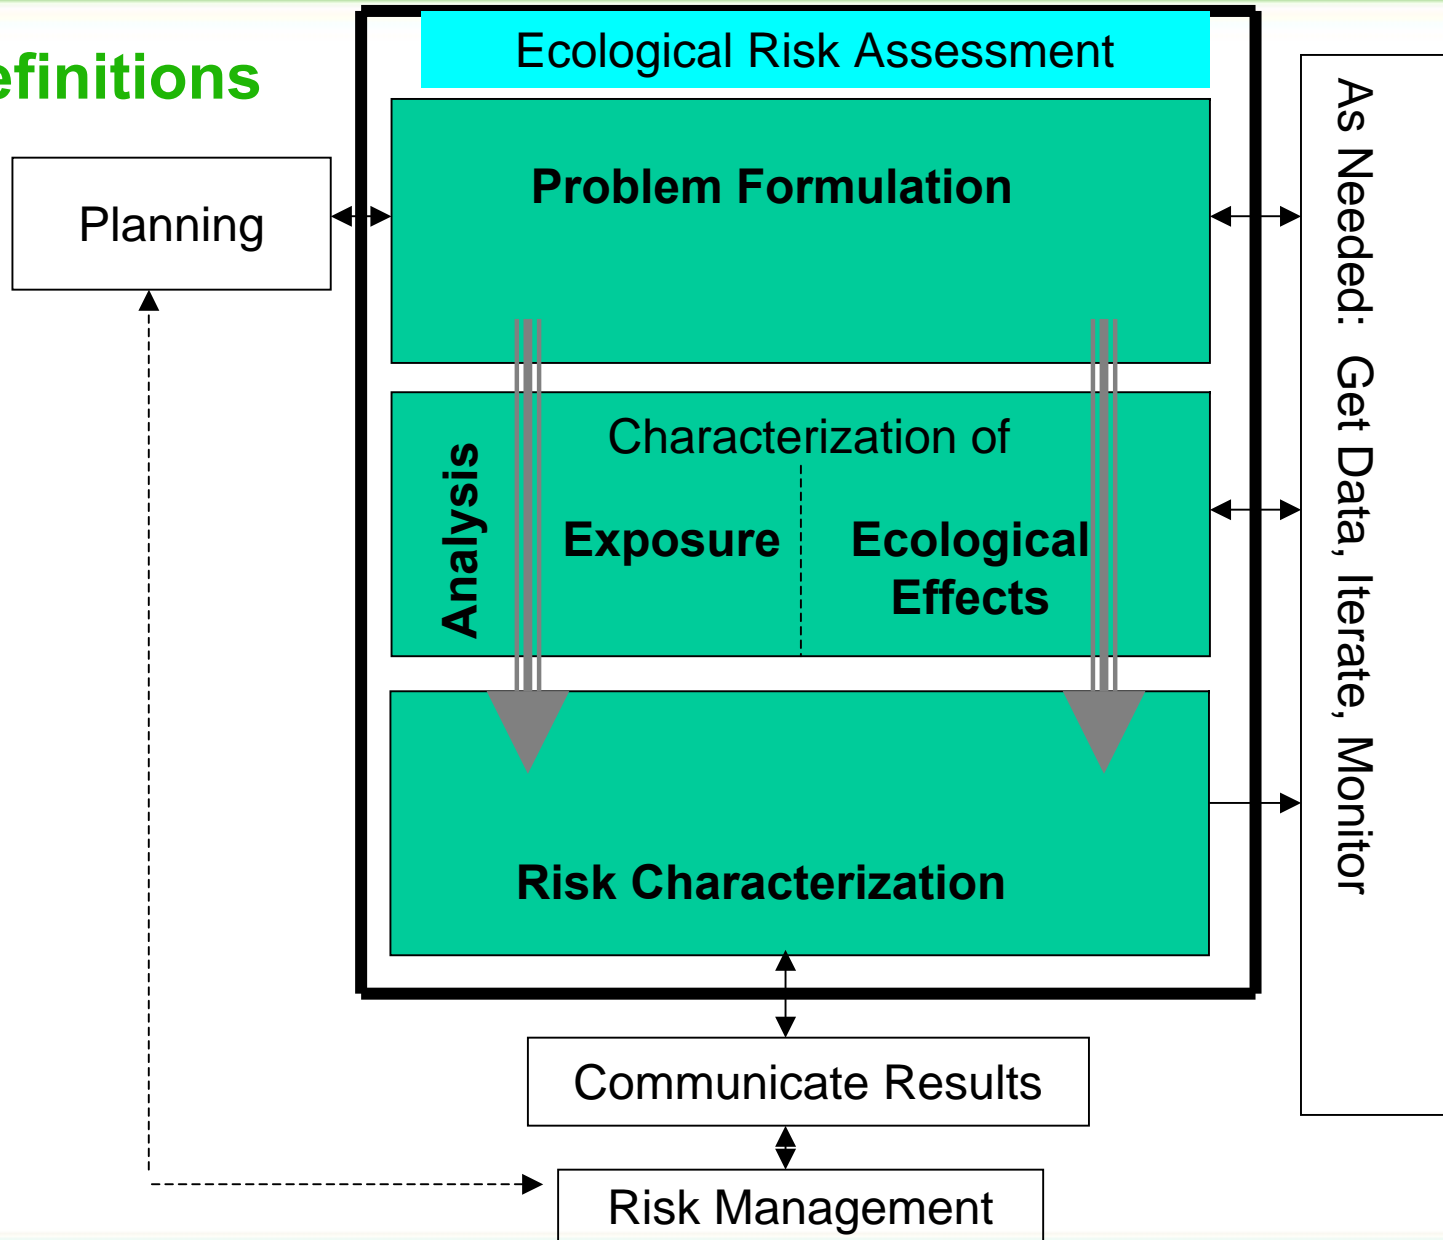 efinitions
Ecological Risk Assessment
Planning
Problem Formulation
As Needed: Get Data, Iterate, Monitor
Analysis
Characterization of
Exposure
Ecological
Effects
Risk Characterization
Communicate Results
Risk Management